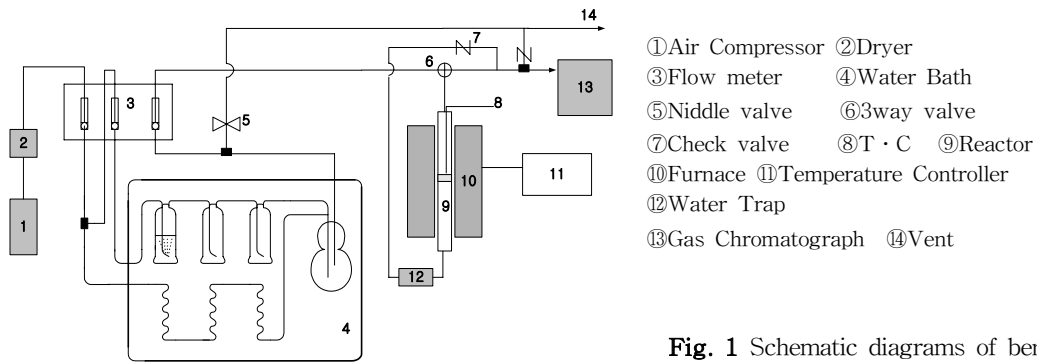 14
7
6
3
13
8
5
2
10
11
1
9
12
4
①Air Compressor ②Dryer
③Flow meter ④Water Bath
⑤Niddle valve ⑥3way valve
⑦Check valve ⑧T·C ⑨Reactor
⑩Furnace ⑪Temperature Controller
⑫Water Trap
⑬Gas Chromatograph ⑭Vent
Fig. 1 Schematic diagrams of